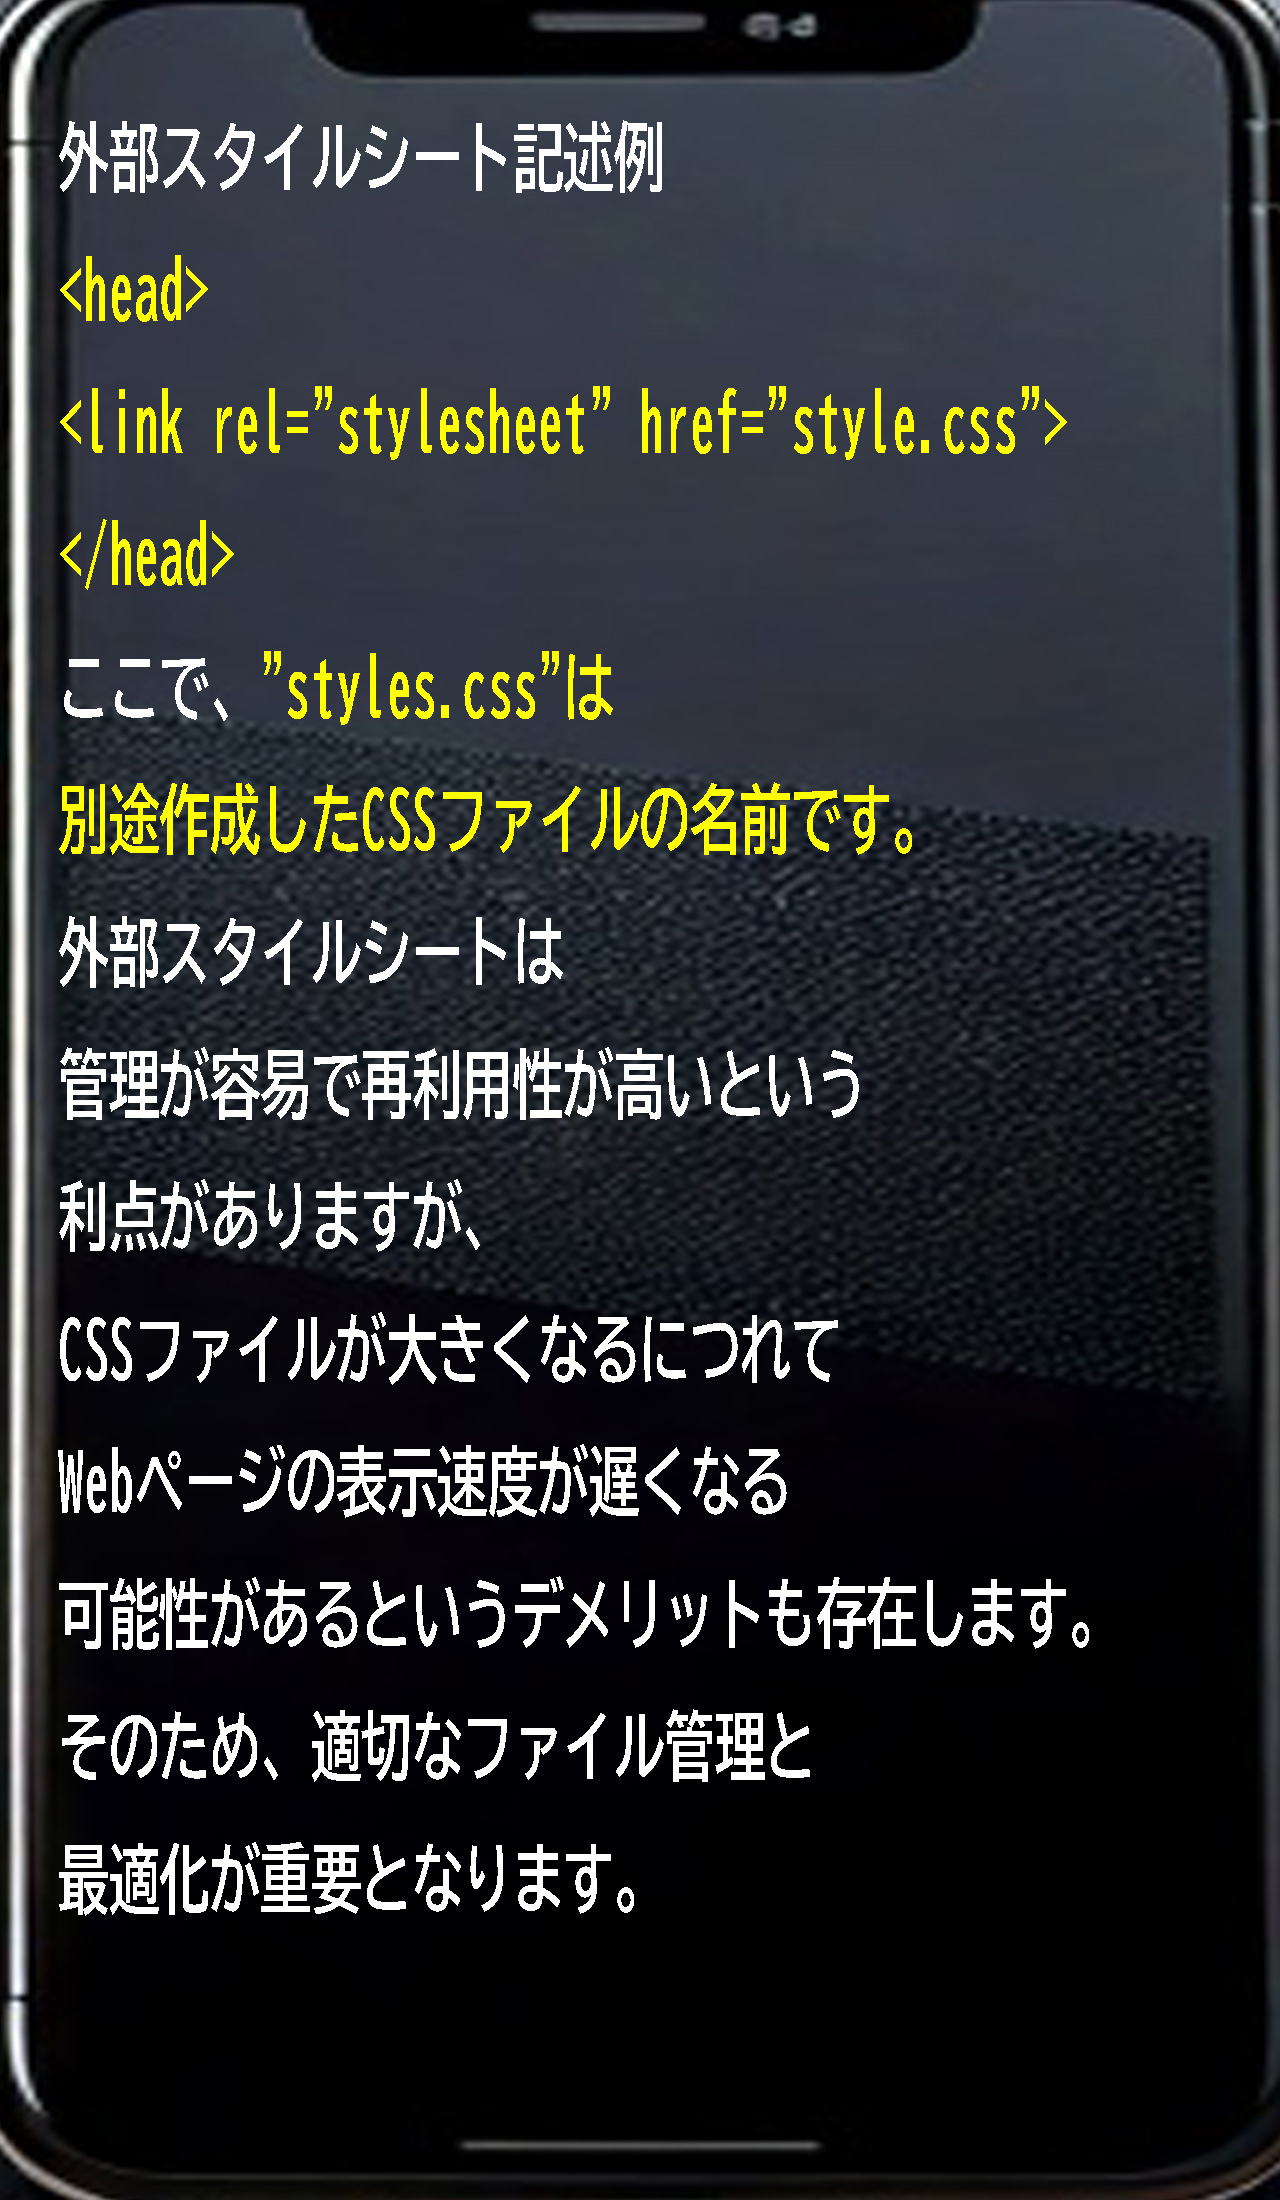 外部スタイルシート記述例
<head>
<link rel=”stylesheet” href=”style.css”>
</head>
ここで、”styles.css”は
別途作成したCSSファイルの名前です。
外部スタイルシートは
管理が容易で再利用性が高いという
利点がありますが、
CSSファイルが大きくなるにつれて
Webページの表示速度が遅くなる
可能性があるというデメリットも存在します。
そのため、適切なファイル管理と
最適化が重要となります。